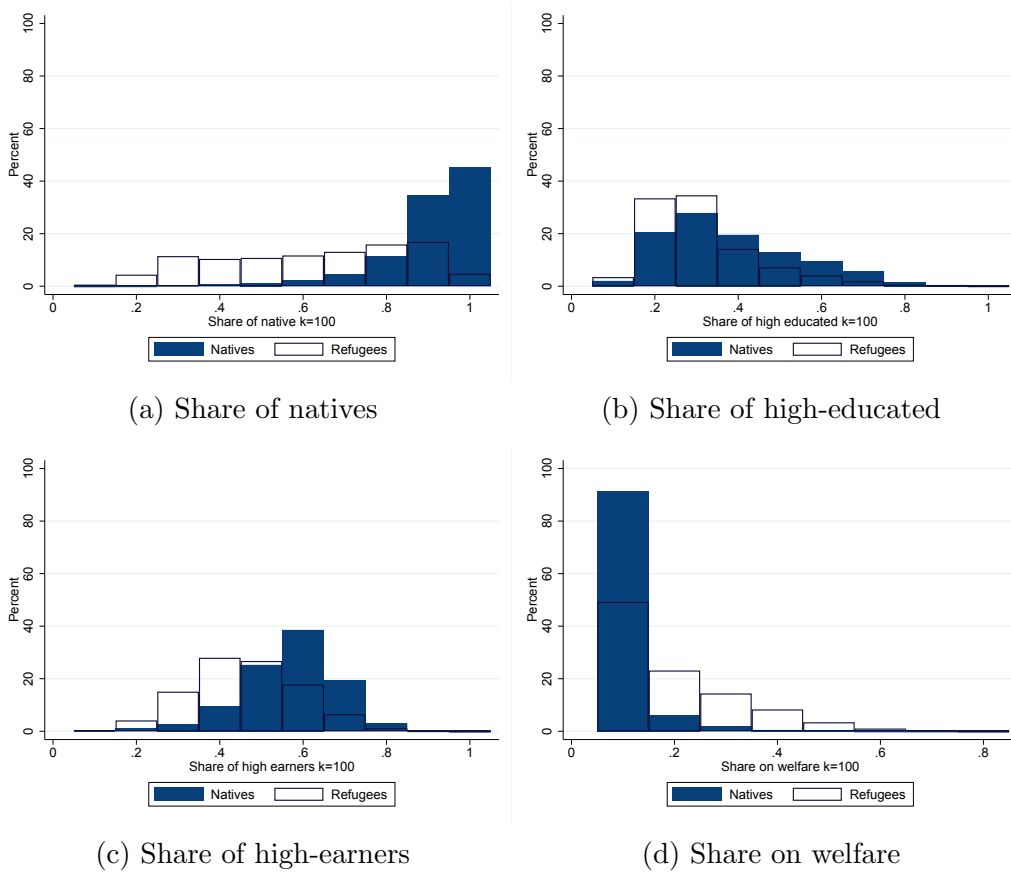 100
80
60
40
20
0
Percent
0 .2 .4 .6 .8 1
Share of native k=100
Natives Refugees
(a) Share of natives
100
80
60
40
20
0
Percent
0 .2 .4 .6 .8 1
Share of high educated k=100
Natives Refugees
(b) Share of high-educated
100
80
60
40
20
0
Percent
0 .2 .4 .6 .8 1
Share of high earners k=100
Natives Refugees
(c) Share of high-earners
100
80
60
40
20
0
Percent
0 .2 .4 .6 .8
Share on welfare k=100
Natives Refugees
(d) Share on welfare